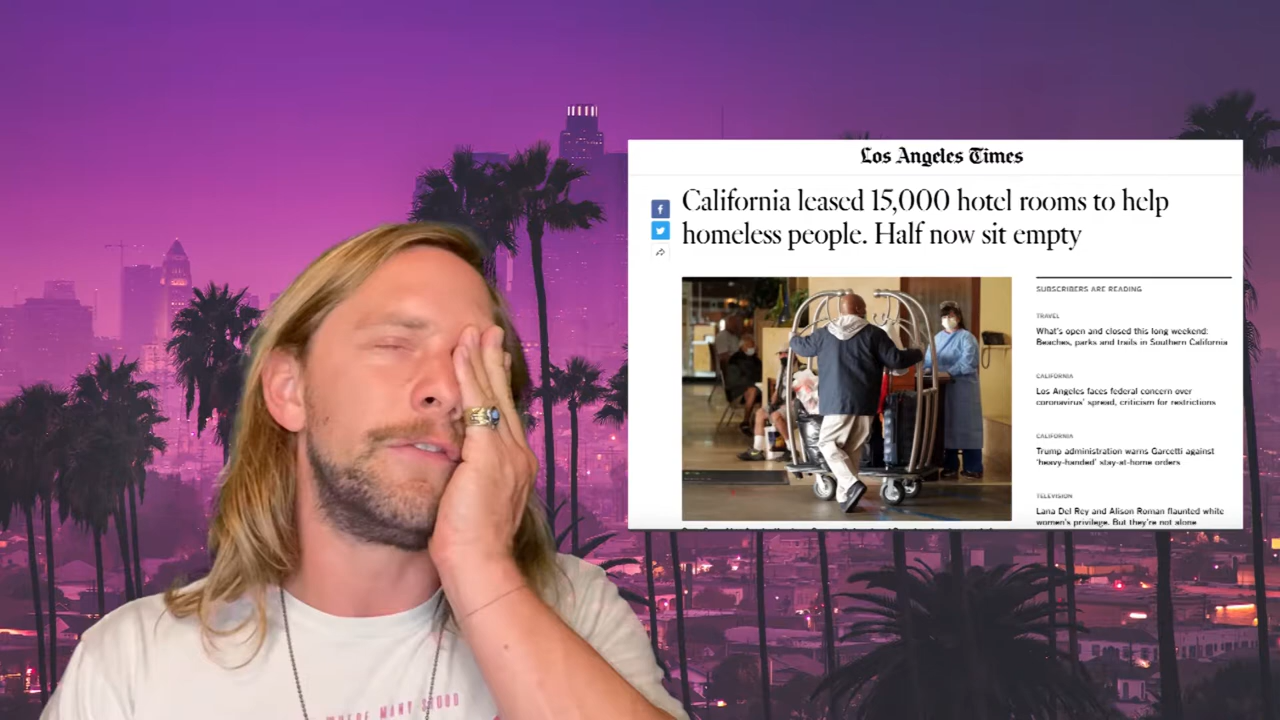 Los Angeles Times
California leased 15,000 hotel rooms to help
homeless people. Half now sit empty
SUBSCRIBERS ARE READING
TRAVEL
What's open and closed this long weekend:
Beaches, parks and trails in Southern California
CALIFORNIA
Los Angeles faces federal concern over
coronavirus' spread, criticism for restrictions
CALIFORNIA
Trump administration warns Garcetti against
'heavy-handed' stay-at-home orders
TELEVISION
Lana Del Rey and Alison Roman flaunted white
women's privilege. But they're not alone
WHERE MANY STOOD